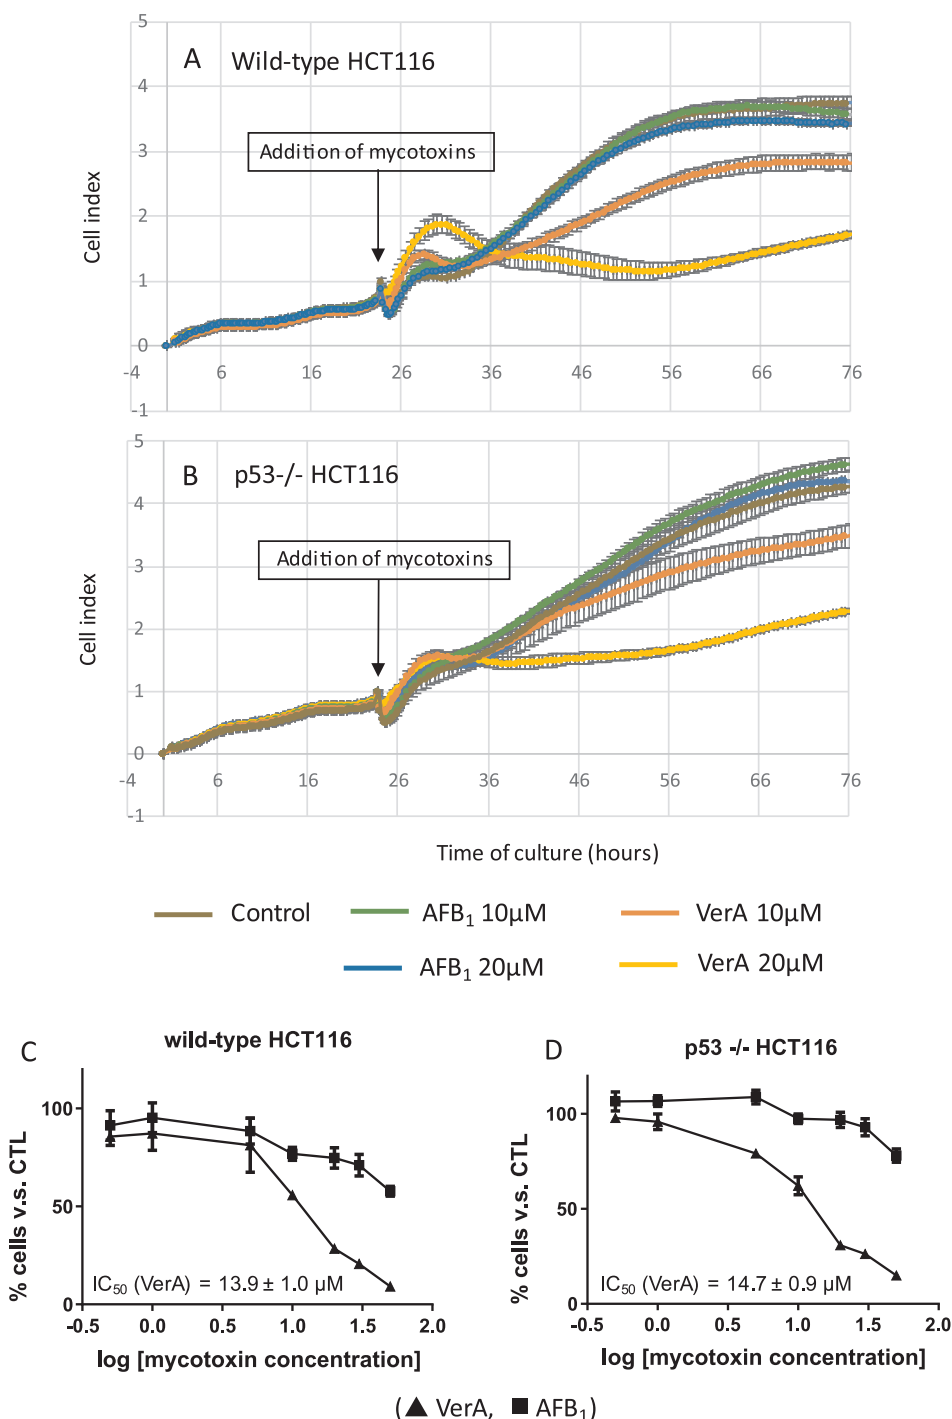 A Wild-type HCT116
Addition of mycotoxins
Cell index
5
4
3
2
1
0
-1
-4 6 16 26 36 46 56 66 76
B p53-/- HCT116
Addition of mycotoxins
Cell index
5
4
3
2
1
0
-1
-4 6 16 26 36 46 56 66 76
Time of culture (hours)
Control AFB₁ 10µM VerA 10µM
AFB₁ 20µM VerA 20µM
C wild-type HCT116
% cells v.s. CTL
100
50
0
IC₅₀ (VerA) = 13.9 ± 1.0 µM
-0.5 0.0 0.5 1.0 1.5 2.0
log [mycotoxin concentration]
D p53 -/- HCT116
% cells v.s. CTL
100
50
0
IC₅₀ (VerA) = 14.7 ± 0.9 µM
-0.5 0.0 0.5 1.0 1.5 2.0
log [mycotoxin concentration]
(▲ VerA, ■ AFB₁)